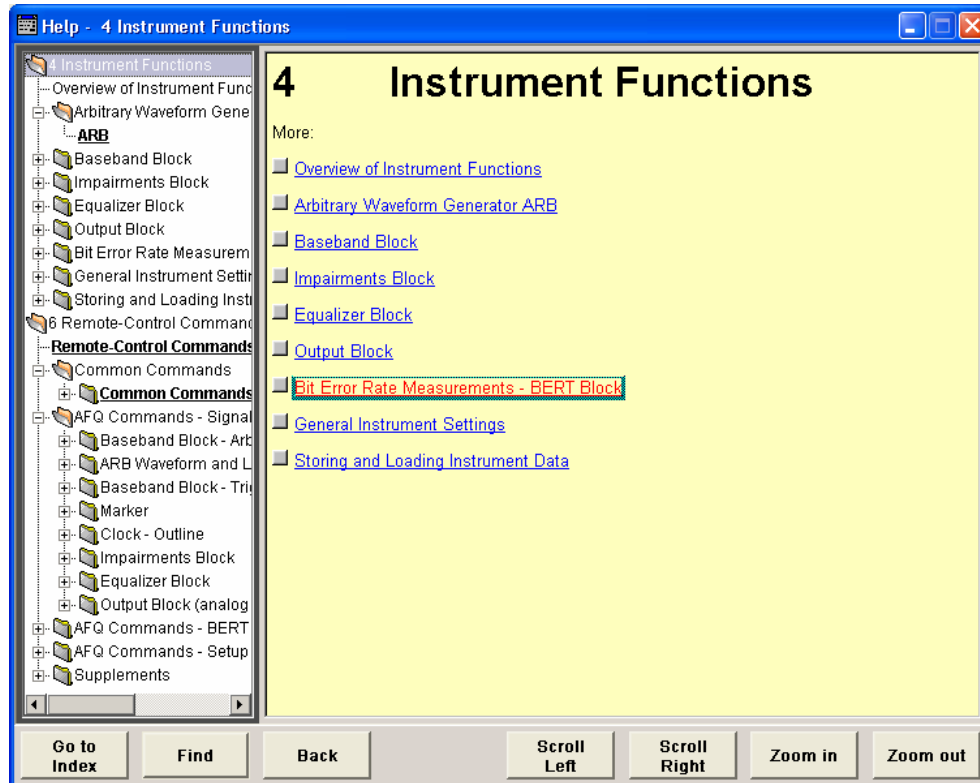 Help - 4 Instrument Functions
4 Instrument Functions
Overview of Instrument Func
Arbitrary Waveform Gene
ARB
Baseband Block
Impairments Block
Equalizer Block
Output Block
Bit Error Rate Measurem
General Instrument Settin
Storing and Loading Instr
6 Remote-Control Command
Remote-Control Commands
Common Commands
Common Commands
AFQ Commands - Signal
Baseband Block - Arb
ARB Waveform and L
Baseband Block - Trig
Marker
Clock - Outline
Impairments Block
Equalizer Block
Output Block (analog
AFQ Commands - BERT
AFQ Commands - Setup
Supplements
4 Instrument Functions
More:
Overview of Instrument Functions
Arbitrary Waveform Generator ARB
Baseband Block
Impairments Block
Equalizer Block
Output Block
Bit Error Rate Measurements - BERT Block
General Instrument Settings
Storing and Loading Instrument Data
Go to Index
Find
Back
Scroll Left
Scroll Right
Zoom in
Zoom out